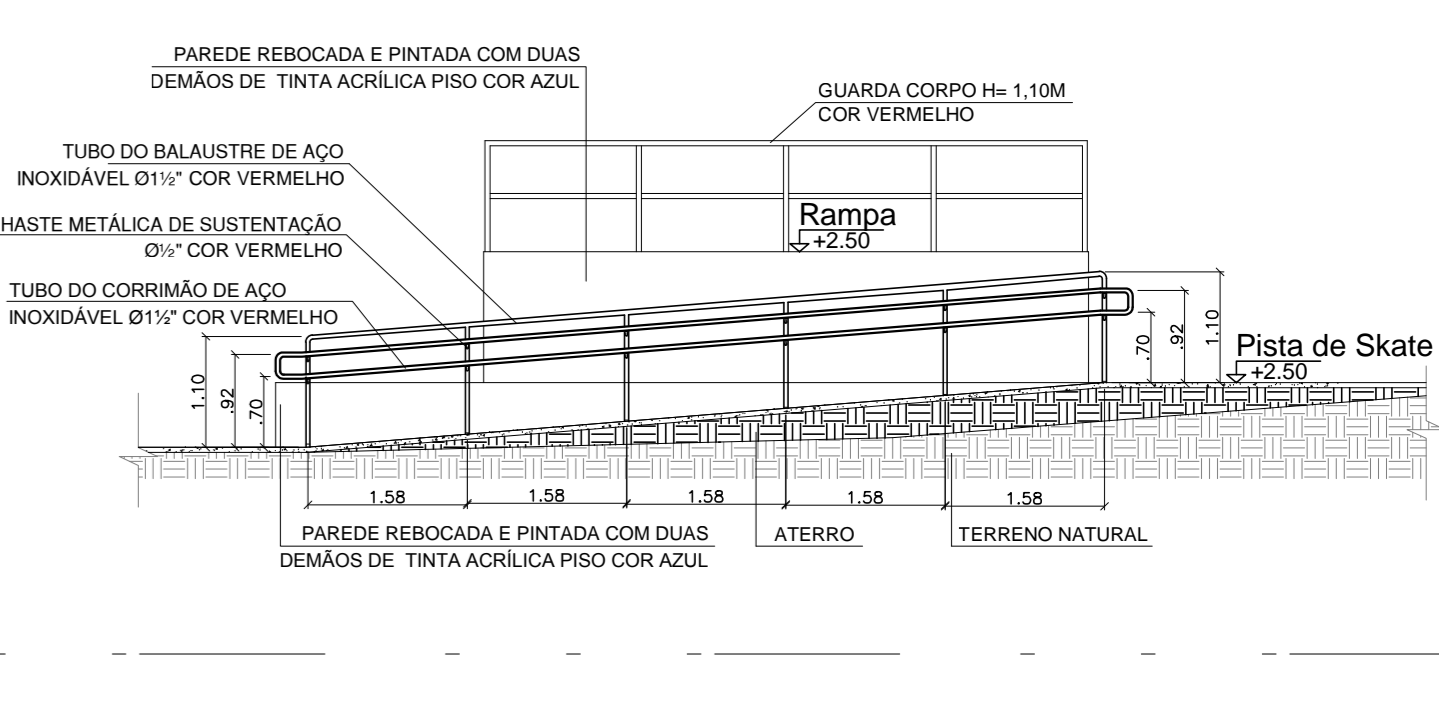 PAREDE REBOCADA E PINTADA COM DUAS
DEMÃOS DE TINTA ACRÍLICA PISO COR AZUL
GUARDA CORPO H= 1,10M
COR VERMELHO
TUBO DO BALAUSTRE DE AÇO
INOXIDÁVEL Ø1½" COR VERMELHO
HASTE METÁLICA DE SUSTENTAÇÃO
Ø½" COR VERMELHO
Rampa
+2.50
TUBO DO CORRIMÃO DE AÇO
INOXIDÁVEL Ø1½" COR VERMELHO
1.10
.92
.70
.70
.92
1.10
Pista de Skate
+2.50
1.58
1.58
1.58
1.58
1.58
PAREDE REBOCADA E PINTADA COM DUAS
DEMÃOS DE TINTA ACRÍLICA PISO COR AZUL
ATERRO
TERRENO NATURAL